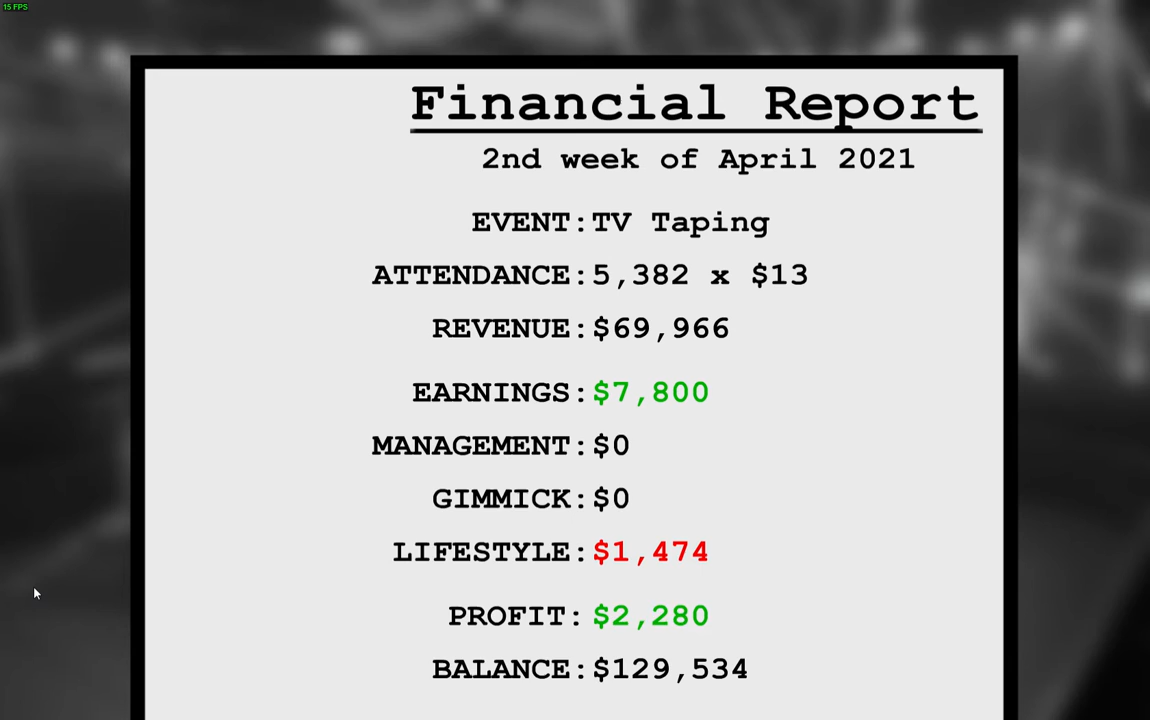 15 FPS
Financial Report
2nd week of April 2021
EVENT: TV Taping
ATTENDANCE: 5,382 x $13
REVENUE: $69,966
EARNINGS: $7,800
MANAGEMENT: $0
GIMMICK: $0
LIFESTYLE: $1,474
PROFIT: $2,280
BALANCE: $129,534